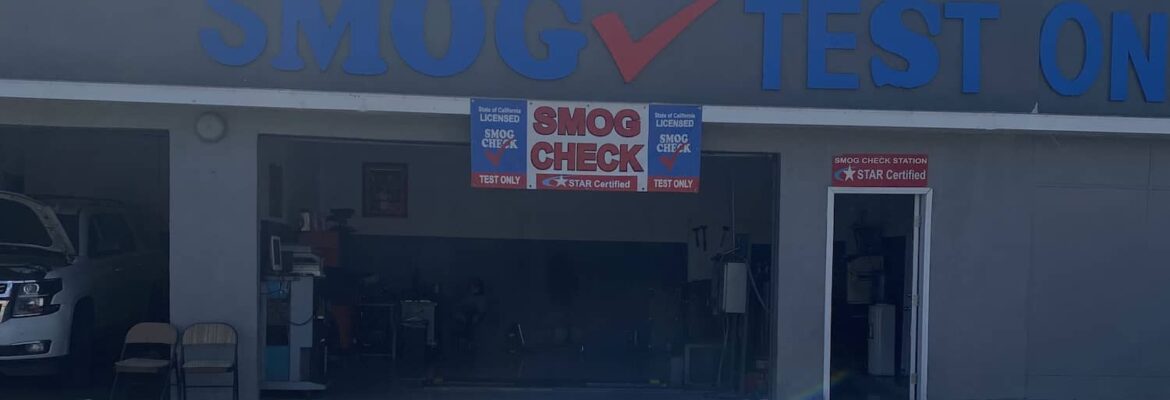 SMOG ✓ TEST ON
State of California
LICENSED
SMOG
CHECK
TEST ONLY
SMOG
CHECK
STAR Certified
State of California
LICENSED
SMOG
CHECK
TEST ONLY
SMOG CHECK STATION
STAR Certified